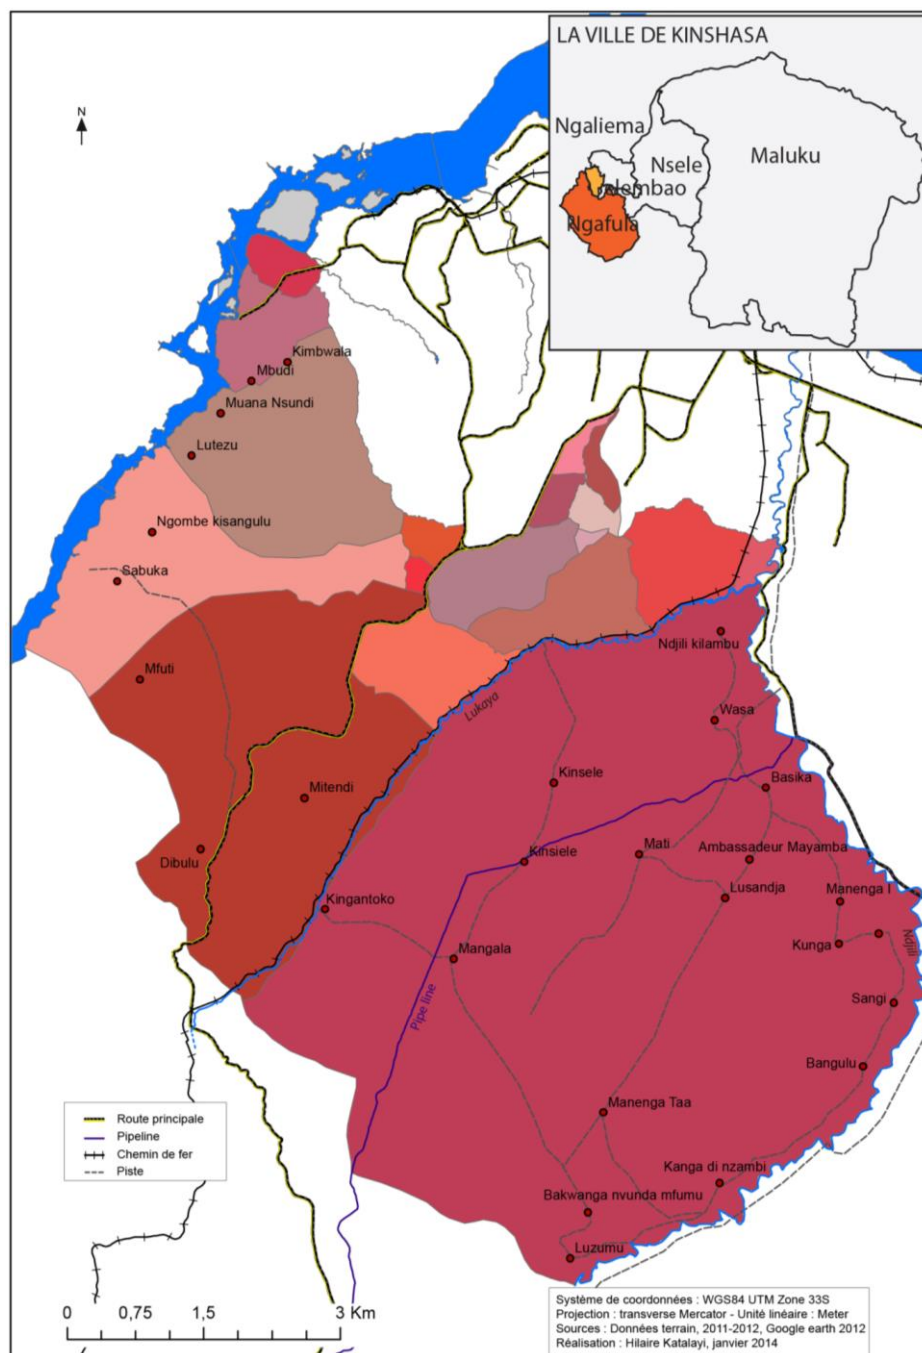 LA VILLE DE KINSHASA
Ngaliema
Nsele
Maluku
Ngafula
N
Kimbwala
Mbudi
Muana Nsundi
Lutezu
Ngombe kisangulu
Sabuka
Mfuti
Ndjili kilambu
Lukaya
Wasa
Kinsele
Basika
Mitendi
Dibulu
Kinsiele
Mati
Ambassadeur Mayamba
Lusandja
Manenga I
Kingantoko
Mangala
Kunga
Ndjili
Sangi
Pipe line
Bangulu
Manenga Taa
Kanga di nzambi
Bakwanga nvunda mfumu
Luzumu
Route principale
Pipeline
Chemin de fer
Piste
0 0,75 1,5 3 Km
Système de coordonnées : WGS84 UTM Zone 33S
Projection : transverse Mercator - Unité linéaire : Meter
Sources : Données terrain, 2011-2012, Google earth 2012
Réalisation : Hilaire Katalayi, janvier 2014